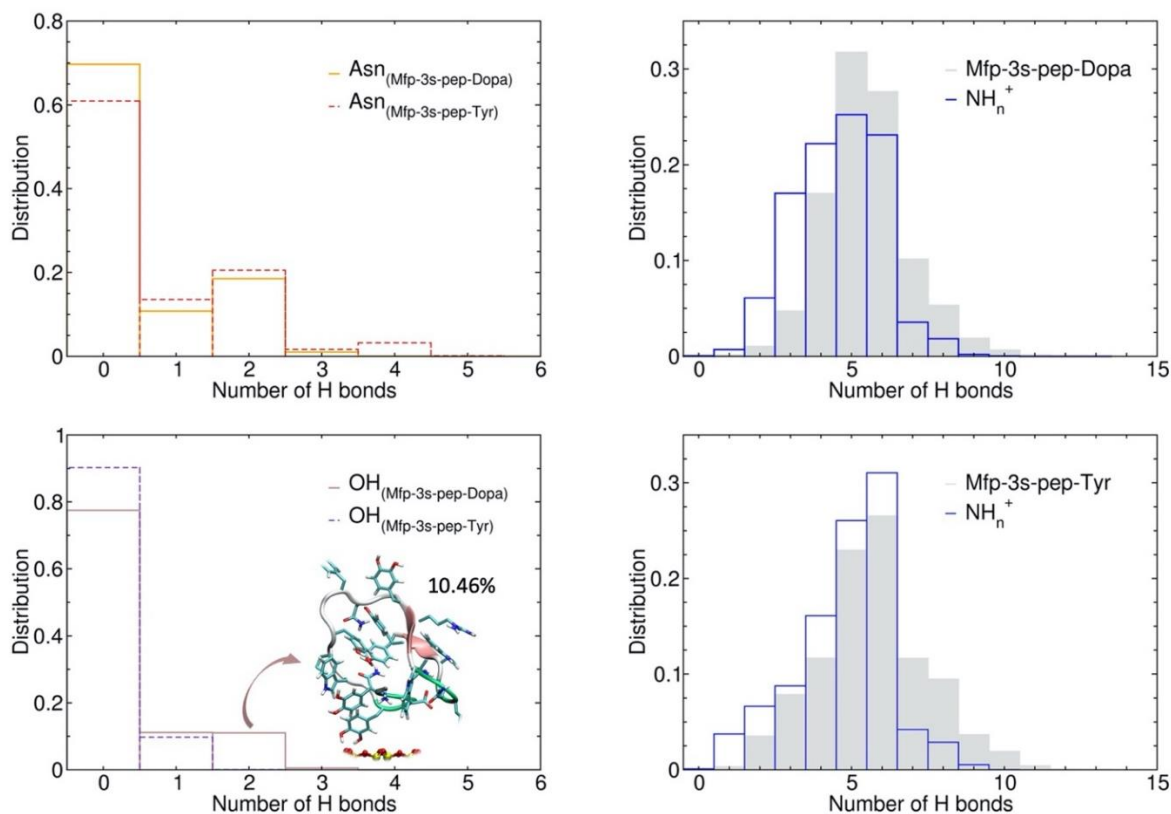 0.8
0.6
0.4
0.2
0
Distribution
Asn(Mfp-3s-pep-Dopa)
Asn(Mfp-3s-pep-Tyr)
0 1 2 3 4 5 6
Number of H bonds
0.3
0.2
0.1
0
Distribution
Mfp-3s-pep-Dopa
NHn+
0 5 10 15
Number of H bonds
1
0.8
0.6
0.4
0.2
0
Distribution
OH(Mfp-3s-pep-Dopa)
OH(Mfp-3s-pep-Tyr)
10.46%
0 1 2 3 4 5 6
Number of H bonds
0.3
0.2
0.1
0
Distribution
Mfp-3s-pep-Tyr
NHn+
0 5 10 15
Number of H bonds